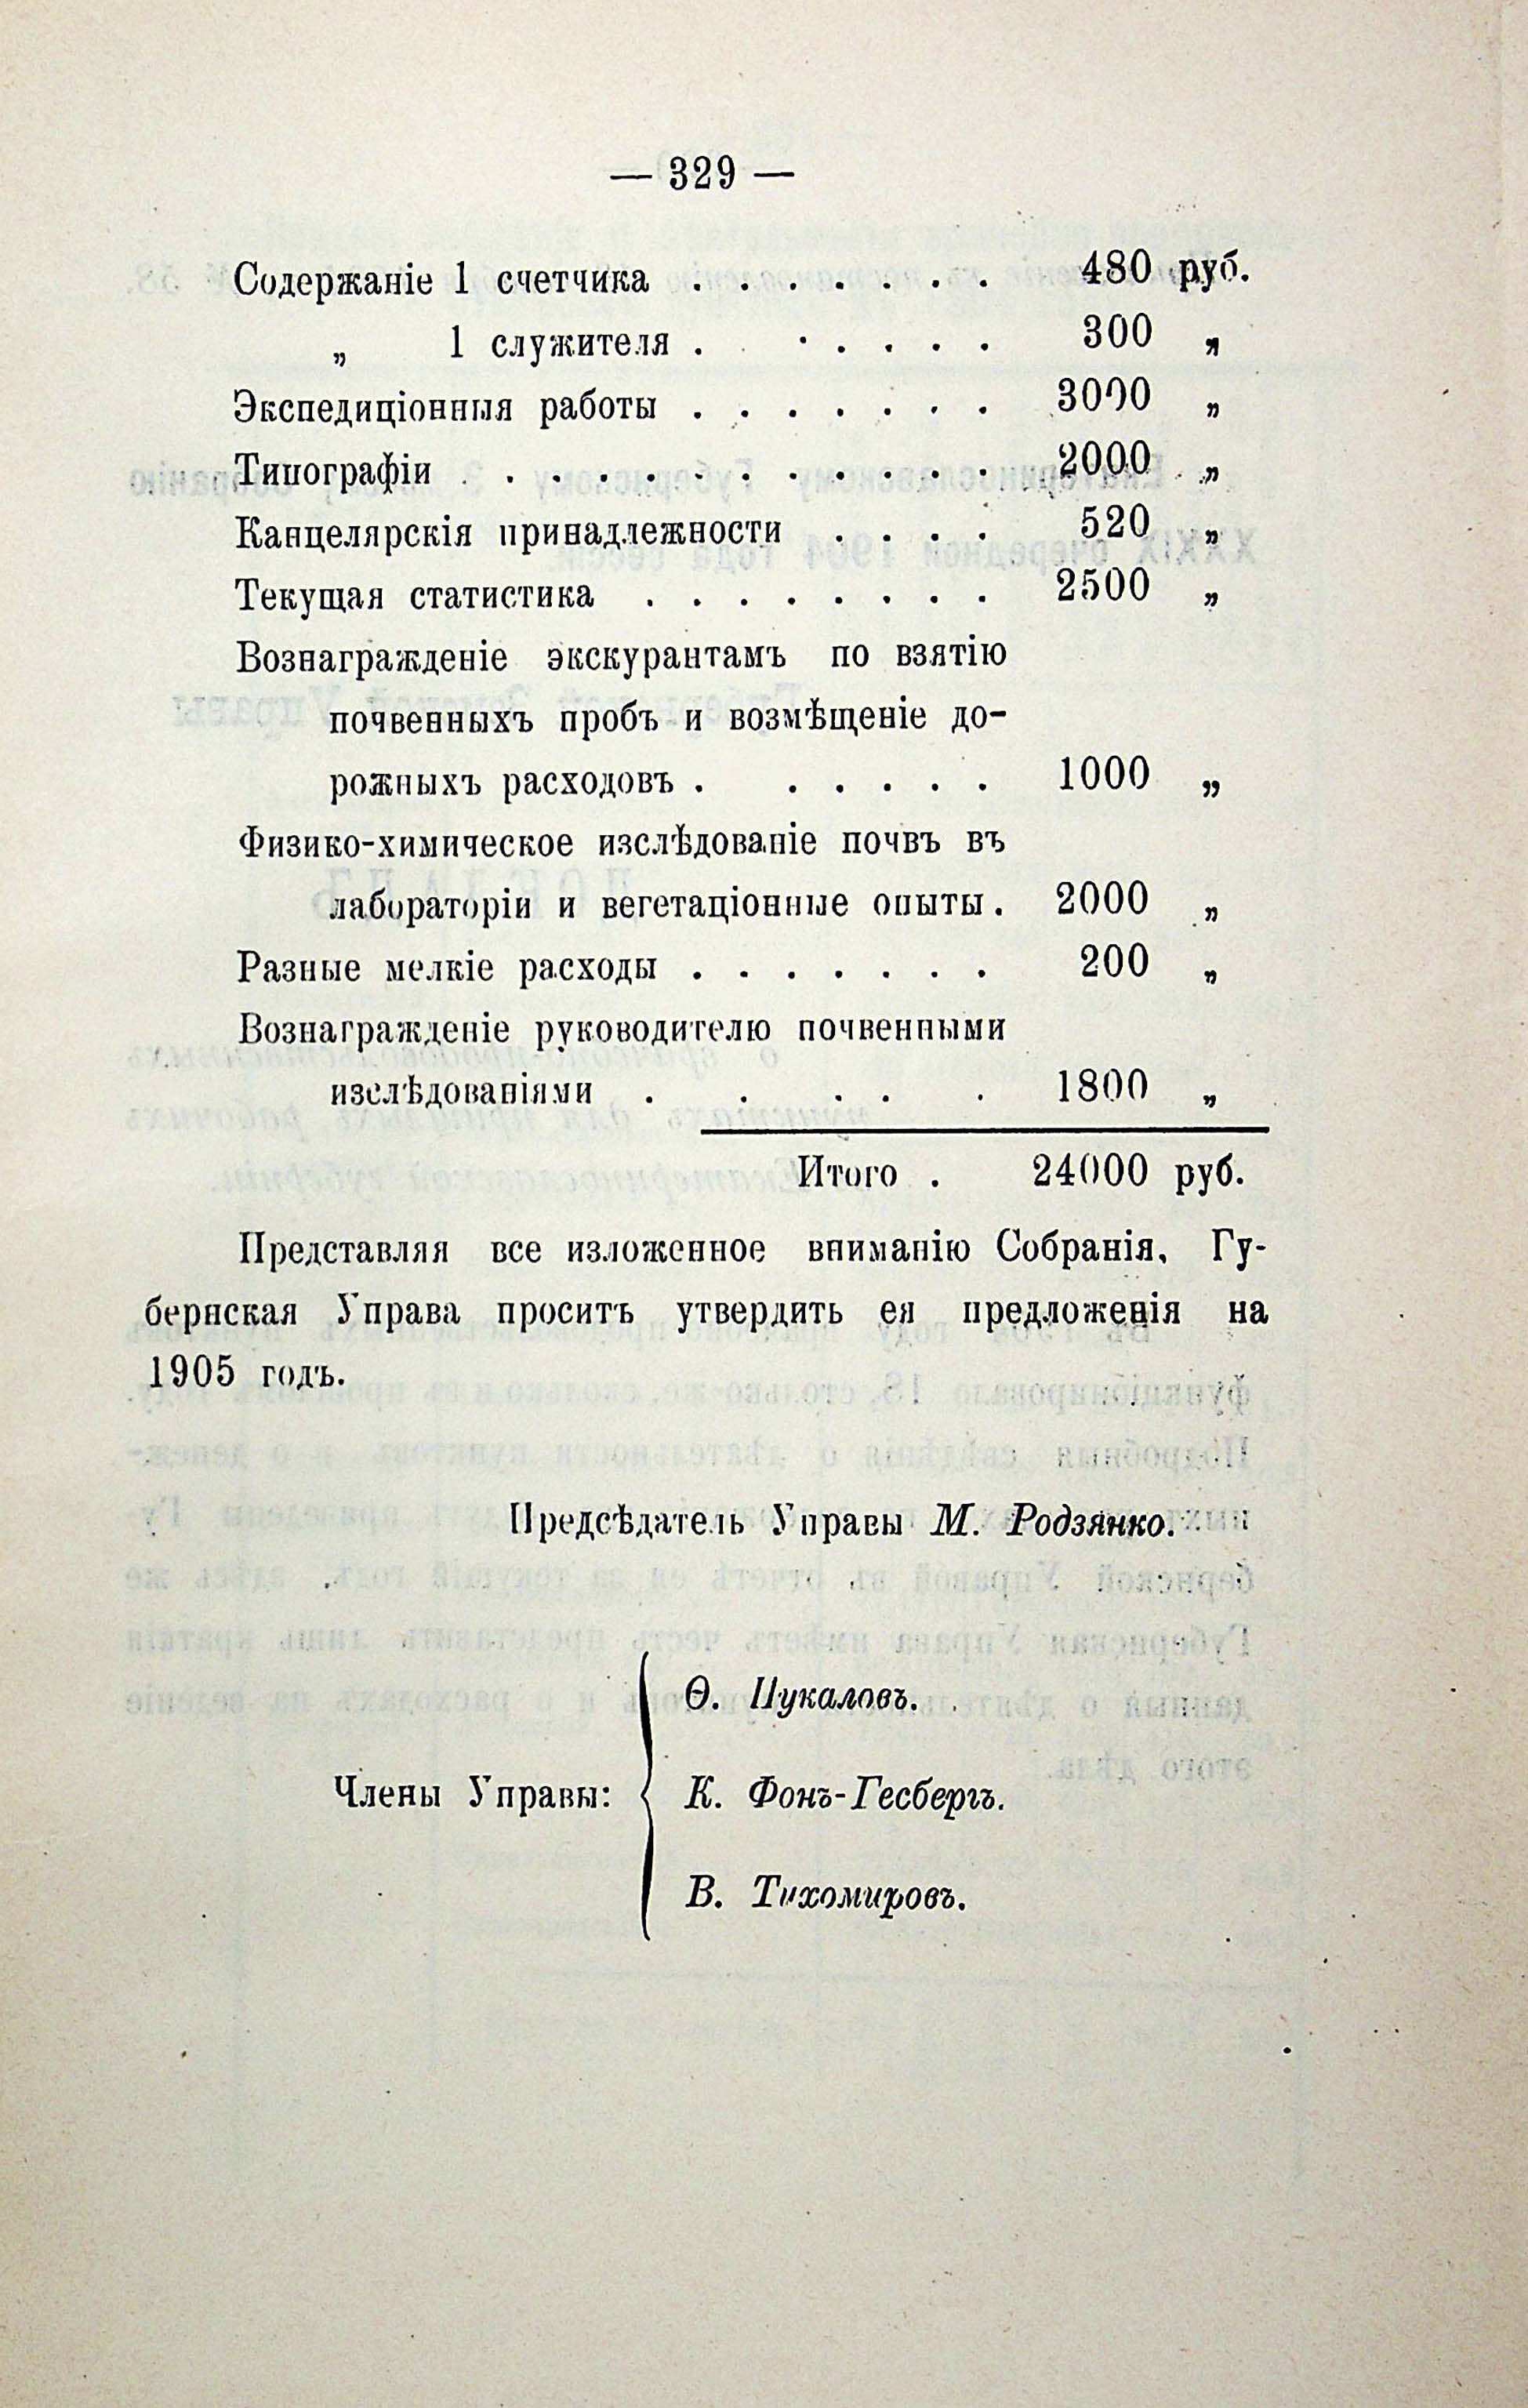 — 329 —
Содержаніе 1 счетчика . . . . . . . 480 руб.
„ 1 служителя . . . . . . 300 „
Экспедиціонныя работы . . . . . . . 3000 „
Типографіи . . . . . . . . . . . . 2000 „
Канцелярскія принадлежности . . . . 520 „
Текущая статистика . . . . . . . . 2500 „
Вознагражденіе экскурантамъ по взятію
почвенныхъ пробъ и возмѣщеніе до-
рожныхъ расходовъ . . . . . . 1000 „
Физико-химическое изслѣдованіе почвъ въ
лабораторіи и вегетаціонные опыты. 2000 „
Разные мелкіе расходы . . . . . . . 200 „
Вознагражденіе руководителю почвенными
изслѣдованіями . . . . . 1800 „
Итого . 24000 руб.
Представляя все изложенное вниманію Собранія, Гу-
бернская Управа проситъ утвердить ея предложенія на
1905 годъ.
Предсѣдатель Управы М. Родзянко.
Ѳ. Цукаловъ.
Члены Управы: К. Фонъ-Гесбергъ.
В. Тихомировъ.